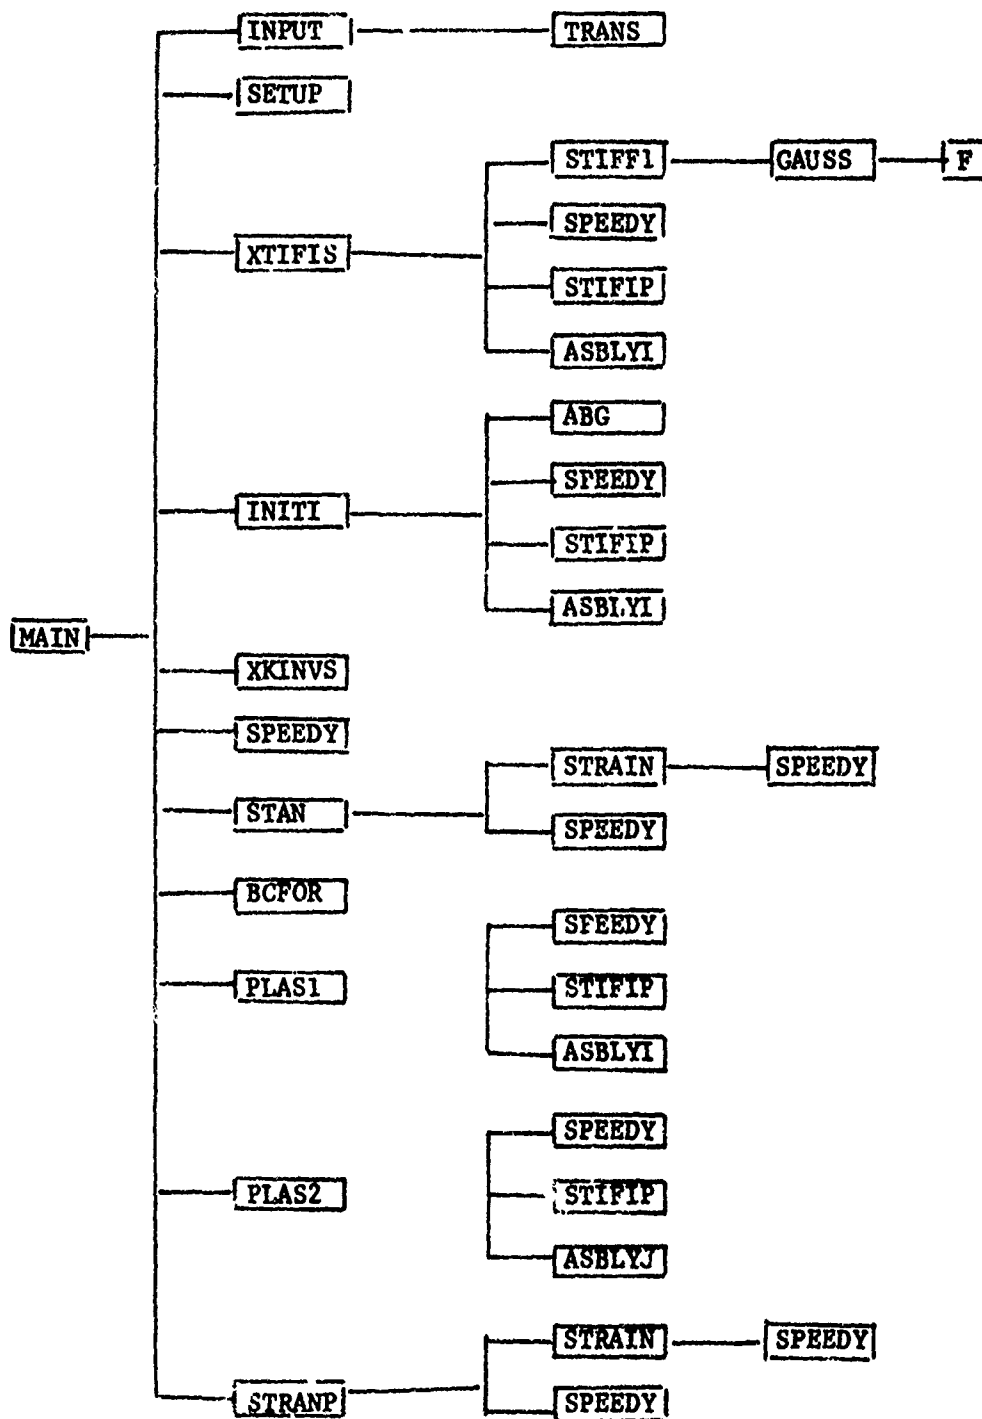 INPUT TRANS
SETUP
STIFF1 GAUSS F
SPEEDY
XTIFIS
STIFIP
ASBLYI
ABG
SPEEDY
INITI
STIFIP
ASBLYI
MAIN
XKINVS
SPEEDY
STRAIN SPEEDY
STAN
SPEEDY
BCFOR
SPEEDY
PLAS1 STIFIP
ASBLYI
SPEEDY
PLAS2 STIFIP
ASBLYJ
STRAIN SPEEDY
STRANP SPEEDY